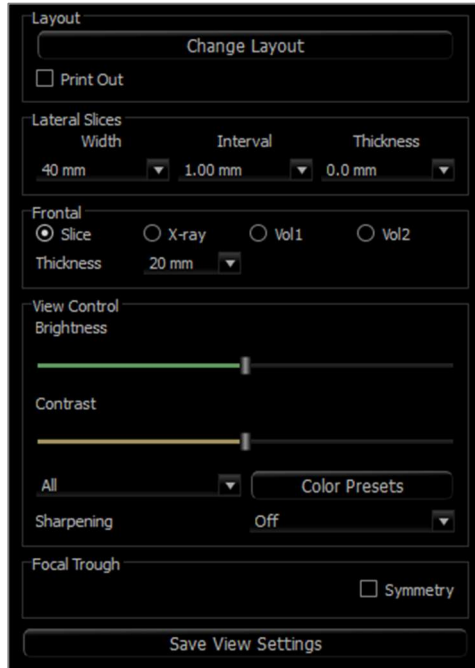 Layout
Change Layout
Print Out
Lateral Slices
Width Interval Thickness
40 mm 1.00 mm 0.0 mm
Frontal
Slice X-ray Vol1 Vol2
Thickness 20 mm
View Control
Brightness
Contrast
All Color Presets
Sharpening Off
Focal Trough
Symmetry
Save View Settings